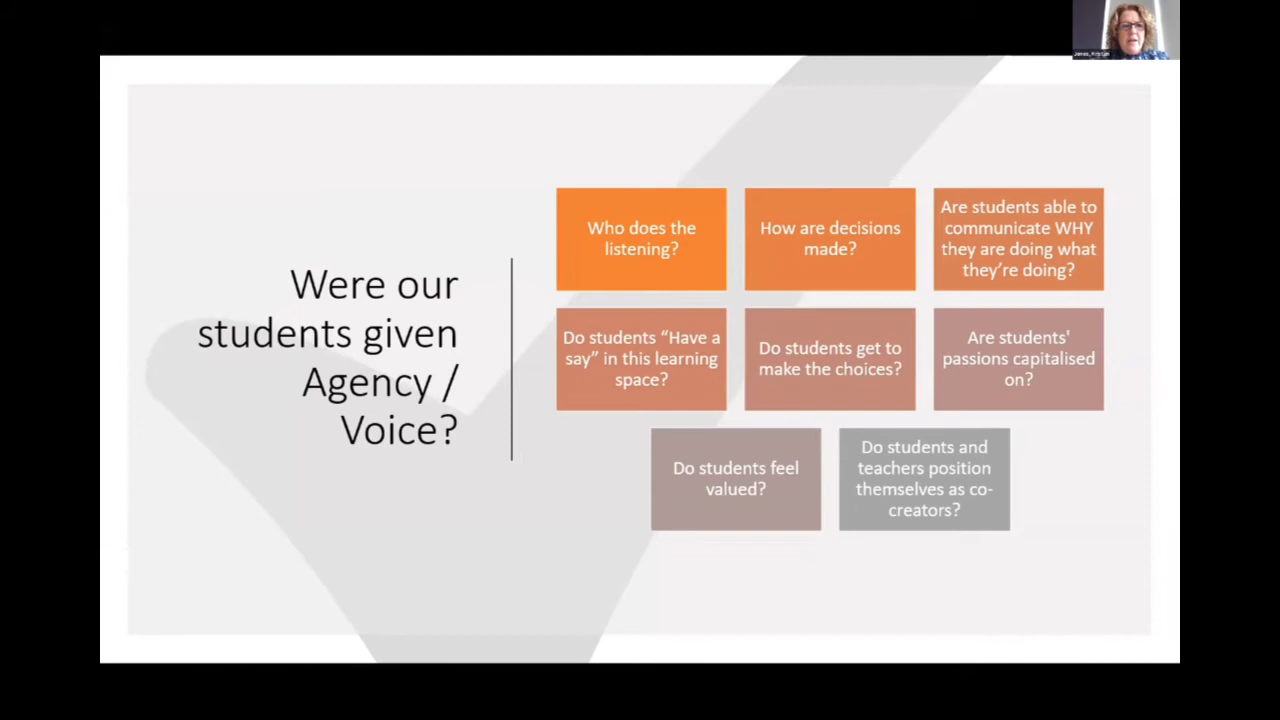 Jones, Kristen
Were our
students given
Agency /
Voice?
Who does the
listening?
How are decisions
made?
Are students able to
communicate WHY
they are doing what
they're doing?
Do students “Have a
say” in this learning
space?
Do students get to
make the choices?
Are students'
passions capitalised
on?
Do students feel
valued?
Do students and
teachers position
themselves as co-
creators?